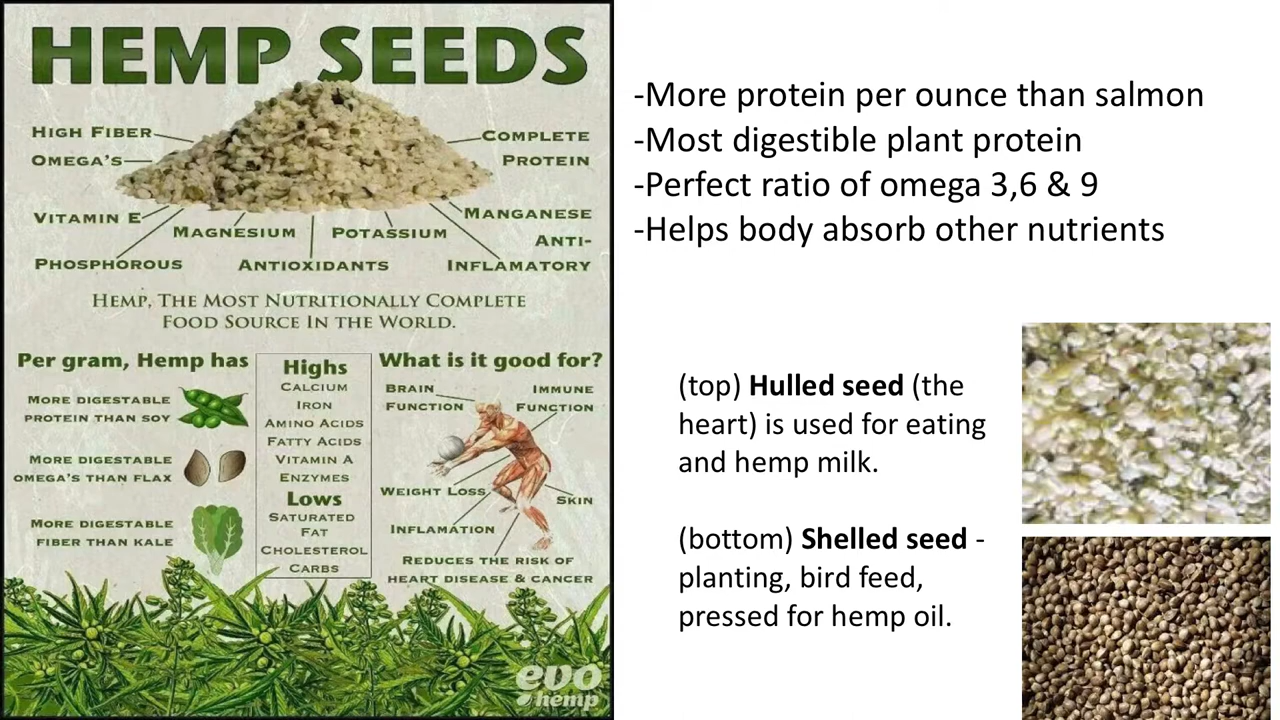 HEMP SEEDS
HIGH FIBER
OMEGA'S
VITAMIN E
PHOSPHOROUS
MAGNESIUM
ANTIOXIDANTS
POTASSIUM
COMPLETE
PROTEIN
MANGANESE
ANTI-
INFLAMATORY
HEMP, THE MOST NUTRITIONALLY COMPLETE
FOOD SOURCE IN THE WORLD.
Per gram, Hemp has
MORE DIGESTABLE
PROTEIN THAN SOY
MORE DIGESTABLE
OMEGA'S THAN FLAX
MORE DIGESTABLE
FIBER THAN KALE
Highs
CALCIUM
IRON
AMINO ACIDS
FATTY ACIDS
VITAMIN A
ENZYMES
Lows
SATURATED
FAT
CHOLESTEROL
CARBS
What is it good for?
BRAIN
FUNCTION
IMMUNE
FUNCTION
WEIGHT LOSS
SKIN
INFLAMATION
REDUCES THE RISK OF
HEART DISEASE & CANCER
evo
hemp
-More protein per ounce than salmon
-Most digestible plant protein
-Perfect ratio of omega 3,6 & 9
-Helps body absorb other nutrients
(top) Hulled seed (the
heart) is used for eating
and hemp milk.
(bottom) Shelled seed -
planting, bird feed,
pressed for hemp oil.